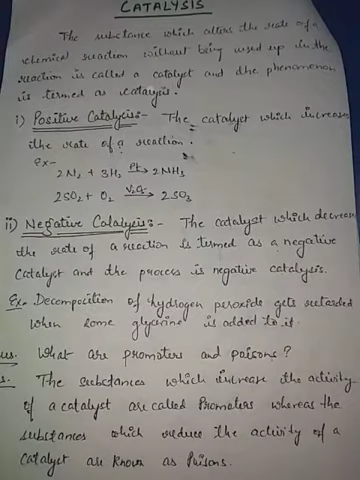 CATALYSIS
The substance which alters the rate of a
chemical reaction without being used up in the
reaction is called a catalyst and the phenomenon
is termed as catalysis.
i) Positive Catalysis:- The catalyst which increases
the rate of a reaction.
Ex-
2N₂ + 3H₂ Pt→ 2NH₃
2SO₂ + O₂ V₂O₅→ 2SO₃
ii) Negative Catalysis:- The catalyst which decreas
the rate of a reaction is termed as a negative
catalyst and the process is negative catalysis.
Ex- Decomposition of hydrogen peroxide gets retarded
when some glycerine is added to it.
us. What are promoters and poisons?
s. The substances which increase the activity
of a catalyst are called Promoters whereas the
substances which reduce the activity of a
catalyst are known as Poisons.